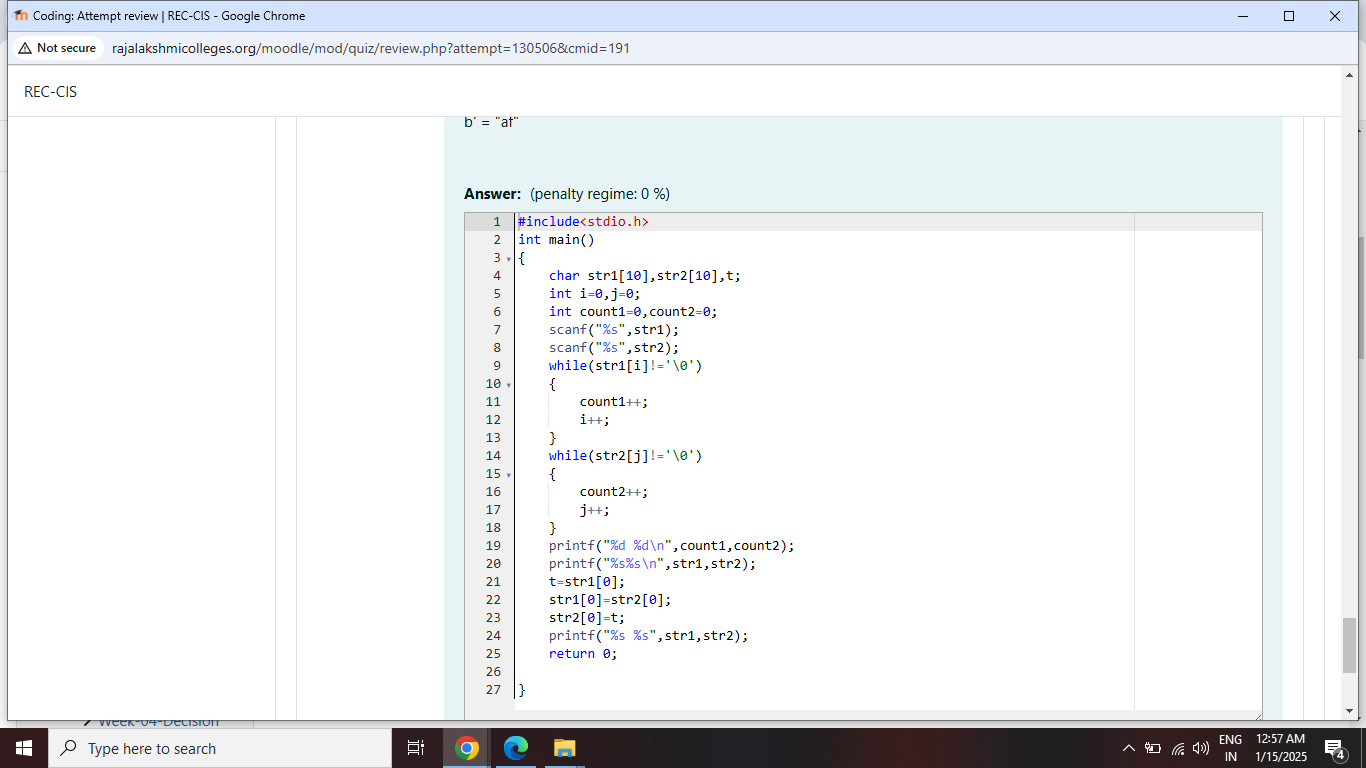 Coding: Attempt review | REC-CIS - Google Chrome
Not secure rajalakshmicolleges.org/moodle/mod/quiz/review.php?attempt=130506&cmid=191
REC-CIS
b' = "af"
Answer: (penalty regime: 0 %)
1 #include<stdio.h>
2 int main()
3 {
4 char str1[10],str2[10],t;
5 int i=0,j=0;
6 int count1=0,count2=0;
7 scanf("%s",str1);
8 scanf("%s",str2);
9 while(str1[i]!='\0')
10 {
11 count1++;
12 i++;
13 }
14 while(str2[j]!='\0')
15 {
16 count2++;
17 j++;
18 }
19 printf("%d %d\n",count1,count2);
20 printf("%s%s\n",str1,str2);
21 t=str1[0];
22 str1[0]=str2[0];
23 str2[0]=t;
24 printf("%s %s",str1,str2);
25 return 0;
26
27 }
Week-04-Decision
Type here to search
ENG
IN
12:57 AM
1/15/2025
4